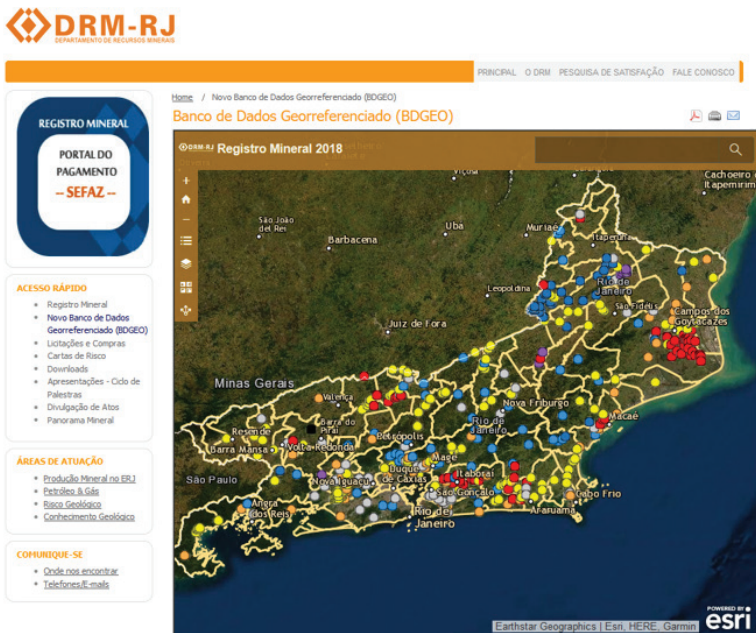 DRM-RJ
DEPARTAMENTO DE RECURSOS MINERAIS
PRINCIPAL O DRM PESQUISA DE SATISFAÇÃO FALE CONOSCO
Home / Novo Banco de Dados Georreferenciado (BDGEO)
Banco de Dados Georreferenciado (BDGEO)
REGISTRO MINERAL
PORTAL DO
PAGAMENTO
-- SEFAZ --
ACESSO RÁPIDO
Registro Mineral
Novo Banco de Dados
Georreferenciado (BDGEO)
Licitações e Compras
Cartas de Risco
Downloads
Apresentações - Ciclo de
Palestras
Divulgação de Atos
Panorama Mineral
ÁREAS DE ATUAÇÃO
Produção Mineral no ERJ
Petróleo & Gás
Risco Geológico
Conhecimento Geológico
COMUNIQUE-SE
Onde nos encontrar
Telefones/E-mails
DRM-RJ Registro Mineral 2018
Viçosa
Cachoeiro
Itapemirim
São João
del Rei
Barbacena
Uba
Muriaé
Itaperuna
Leopoldina
Rio de
Janeiro
São Fidélis
Campos dos
Goytacazes
Juiz de Fora
Minas Gerais
Valença
Nova Friburgo
Macaé
Resende
Barra do
Piraí
Rio de
Janeiro
Barra Mansa
Volta Redonda
Petrópolis
Magé
São Paulo
Nova Iguaçu
Duque
de Caxias
Itaboraí
São Gonçalo
Cabo Frio
Angra
dos Reis
Rio de
Janeiro
Araruama
POWERED BY
esri
Earthstar Geographics | Esri, HERE, Garmin